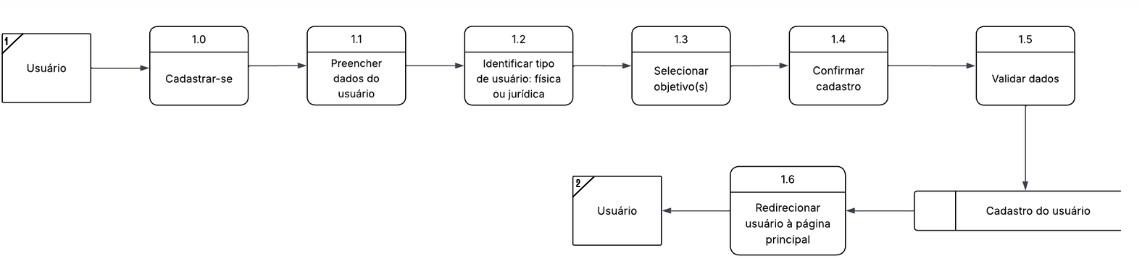 1
Usuário
1.0
Cadastrar-se
1.1
Preencher
dados do
usuário
1.2
Identificar tipo
de usuário: física
ou jurídica
1.3
Selecionar
objetivo(s)
1.4
Confirmar
cadastro
1.5
Validar dados
2
Usuário
1.6
Redirecionar
usuário à página
principal
Cadastro do usuário